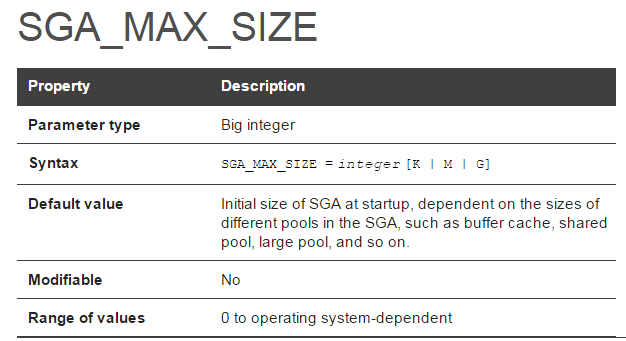 SGA_MAX_SIZE
Property Description
Parameter type Big integer
Syntax SGA_MAX_SIZE = integer [K | M | G]
Default value Initial size of SGA at startup, dependent on the sizes of
different pools in the SGA, such as buffer cache, shared
pool, large pool, and so on.
Modifiable No
Range of values 0 to operating system-dependent